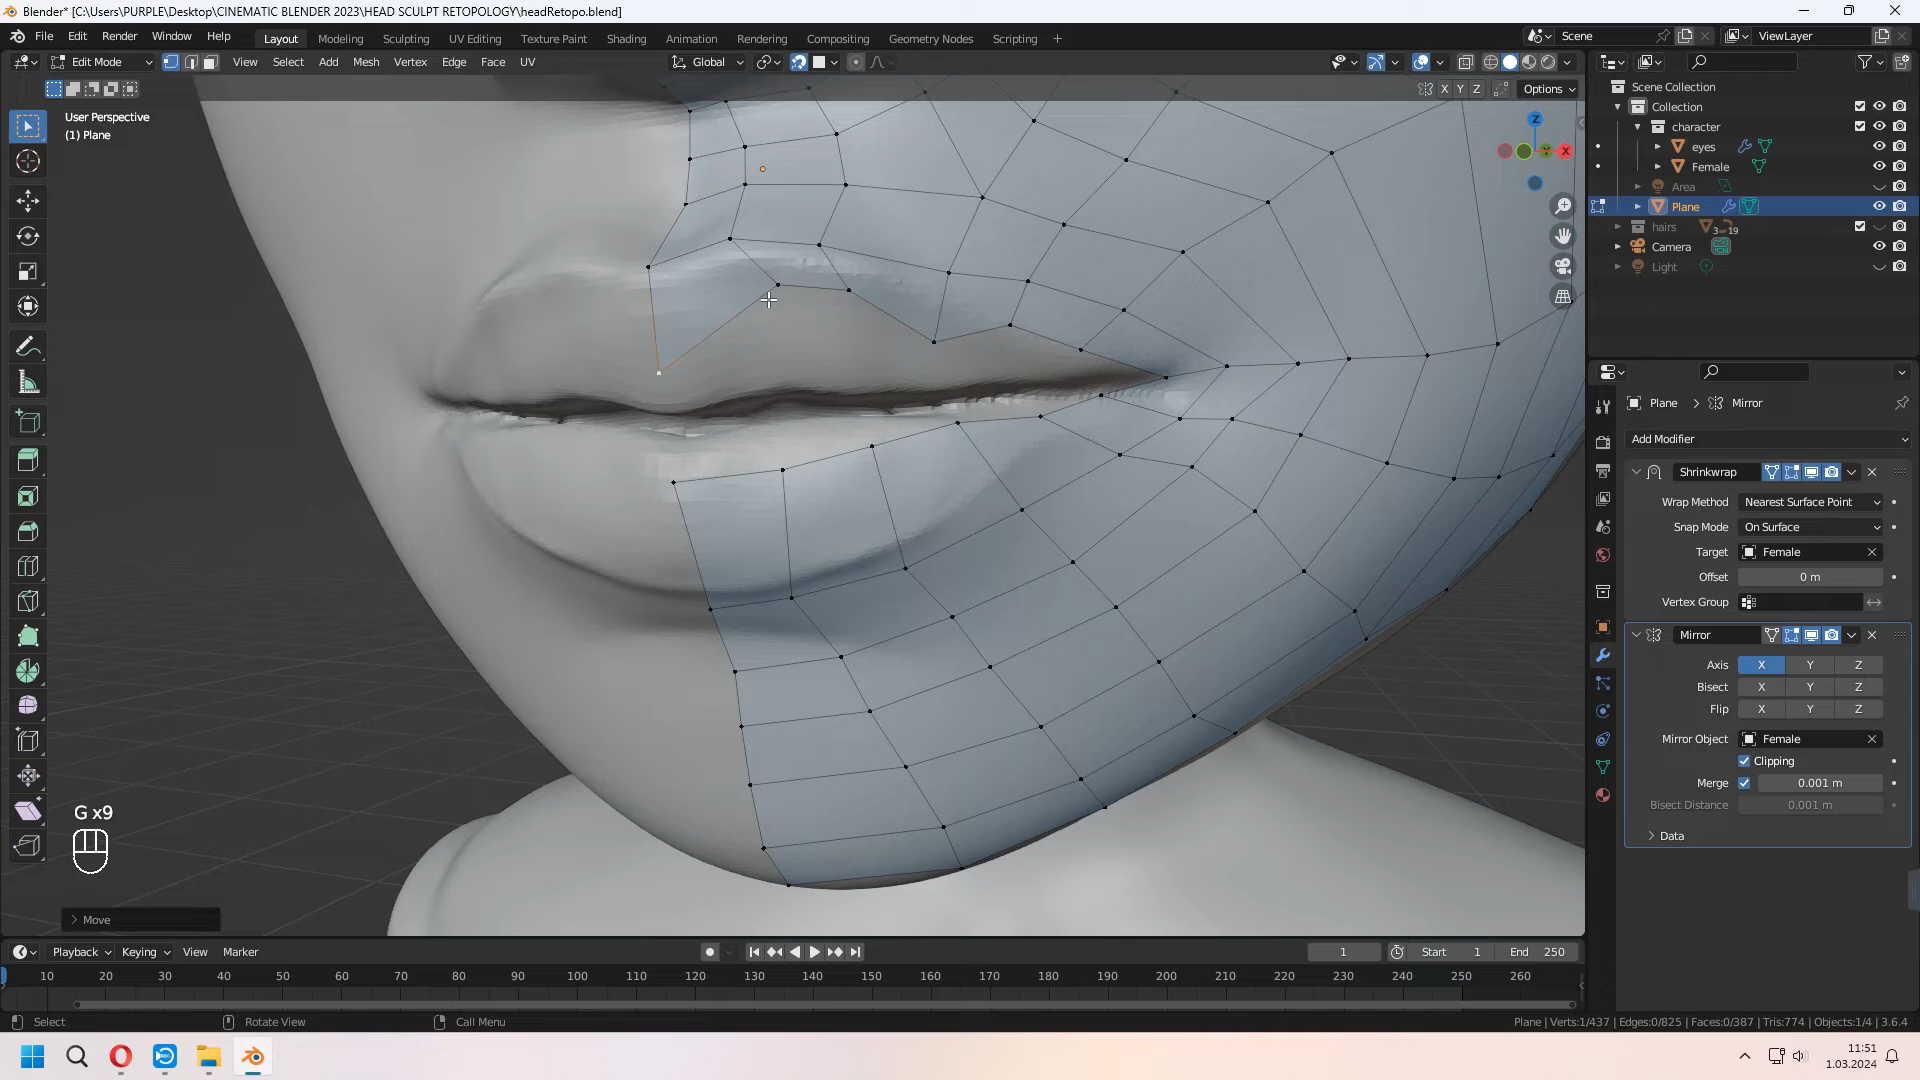 Blender* [C:\Users\PURPLE\Desktop\CINEMATIC BLENDER 2023\HEAD SCULPT RETOPOLOGY\headRetopo.blend]
File Edit Render Window Help Layout Modeling Sculpting UV Editing Texture Paint Shading Animation Rendering Compositing Geometry Nodes Scripting + Scene ViewLayer
Edit Mode View Select Add Mesh Vertex Edge Face UV Global
X Y Z Options
User Perspective
(1) Plane
Z
X
Scene Collection
Collection
character
eyes
Female
Area
Plane
hairs 3 19
Camera
Light
Plane > Mirror
Add Modifier
Shrinkwrap
Wrap Method Nearest Surface Point
Snap Mode On Surface
Target Female
Offset 0 m
Vertex Group
Mirror
Axis X Y Z
Bisect X Y Z
Flip X Y Z
Mirror Object Female
Clipping
Merge 0.001 m
Bisect Distance 0.001 m
Data
G x9
Move
Playback Keying View Marker 1 Start 1 End 250
10 20 30 40 50 60 70 80 90 100 110 120 130 140 150 160 170 180 190 200 210 220 230 240 250 260
Select Rotate View Call Menu Plane | Verts:1/437 | Edges:0/825 | Faces:0/387 | Tris:774 | Objects:1/4 | 3.6.4
REC
11:51
1.03.2024